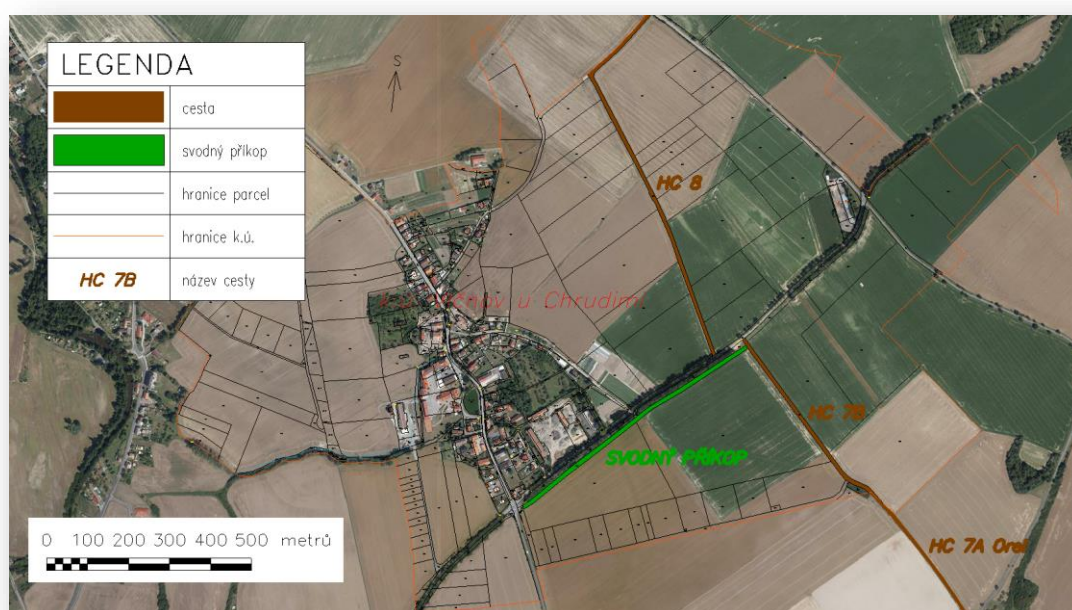 LEGENDA
cesta
svodný příkop
hranice parcel
hranice k.ú.
HC 7B název cesty
S
HC 8
u Chrudimi
HC 7B
SVODNÝ PŘÍKOP
HC 7A Orel
0 100 200 300 400 500 metrů